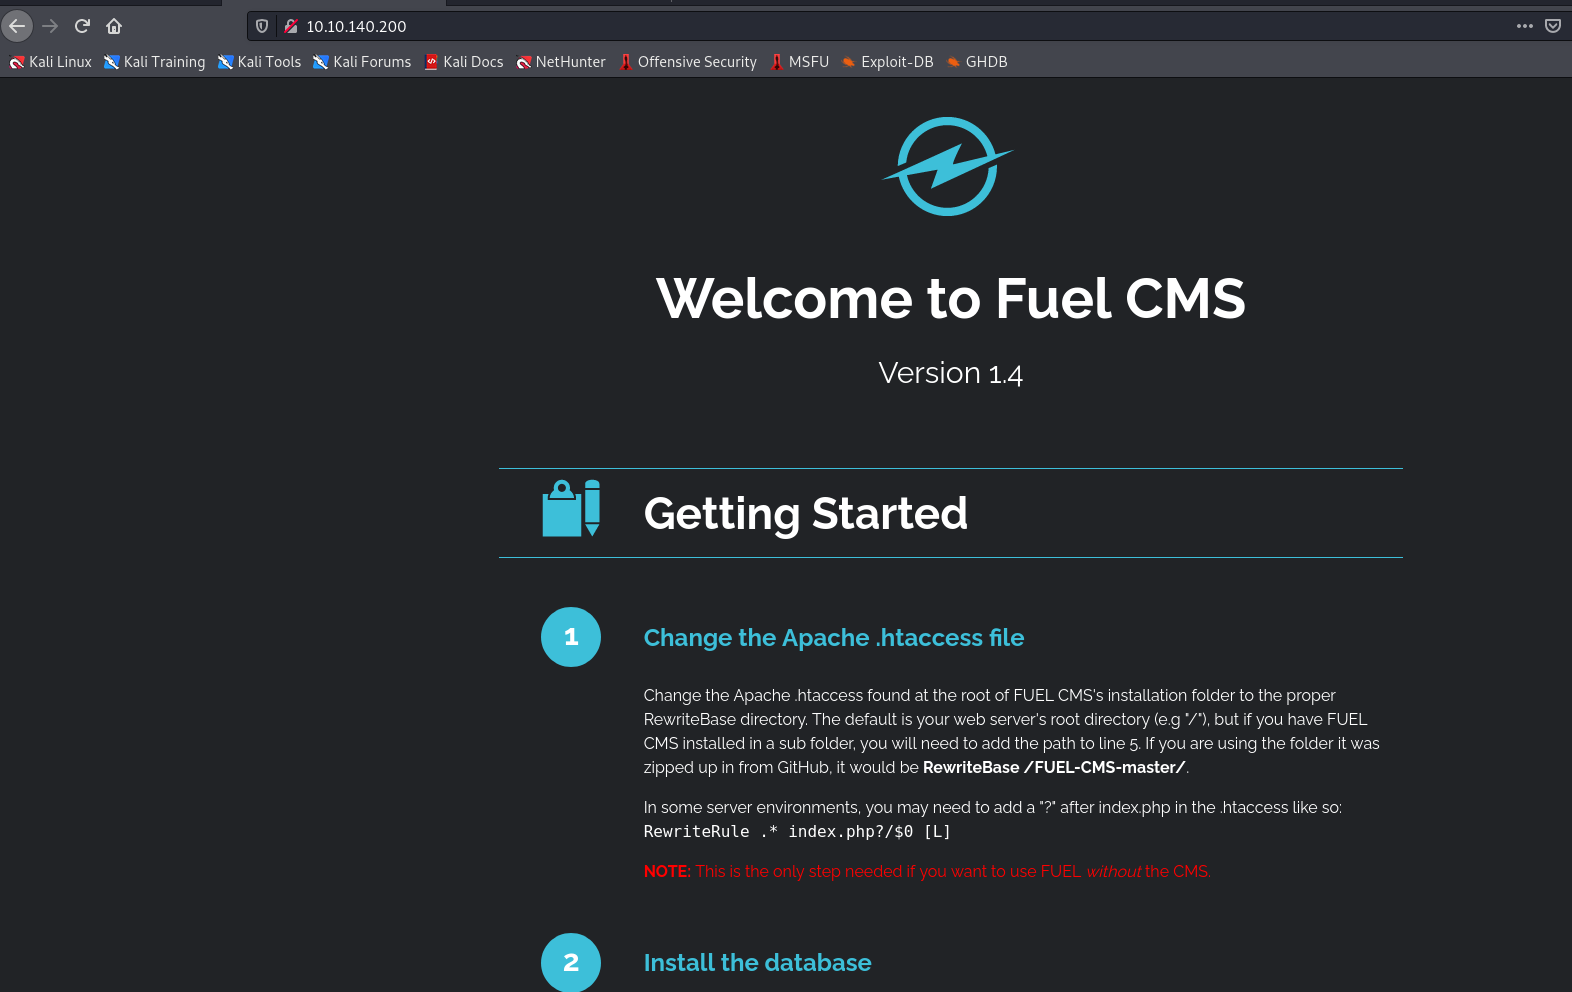 10.10.140.200
Kali Linux Kali Training Kali Tools Kali Forums Kali Docs NetHunter Offensive Security MSFU Exploit-DB GHDB
Welcome to Fuel CMS
Version 1.4
Getting Started
1 Change the Apache .htaccess file
Change the Apache .htaccess found at the root of FUEL CMS's installation folder to the proper
RewriteBase directory. The default is your web server's root directory (e.g "/"), but if you have FUEL
CMS installed in a sub folder, you will need to add the path to line 5. If you are using the folder it was
zipped up in from GitHub, it would be RewriteBase /FUEL-CMS-master/.
In some server environments, you may need to add a "?" after index.php in the .htaccess like so:
RewriteRule .* index.php?/$0 [L]
NOTE: This is the only step needed if you want to use FUEL without the CMS.
2 Install the database